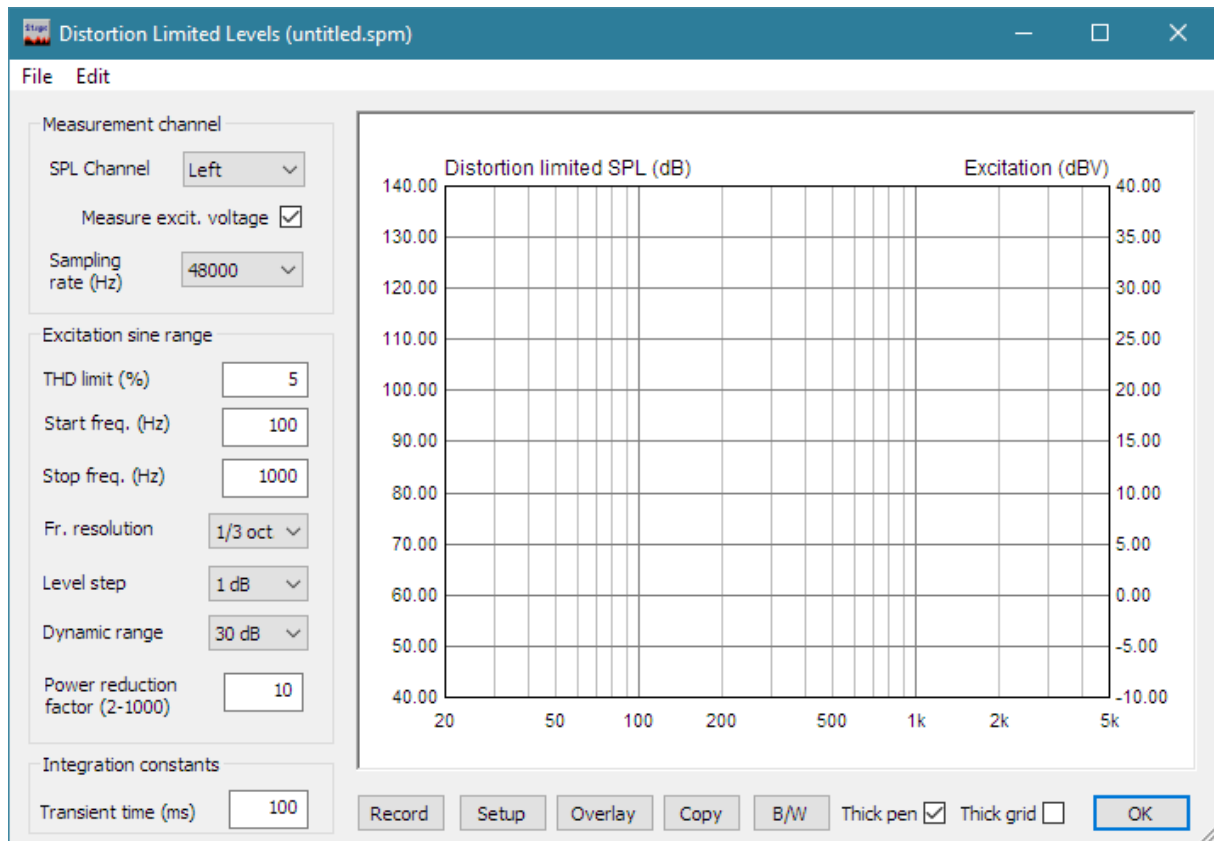 Distortion Limited Levels (untitled.spm)
File Edit
Measurement channel
SPL Channel Left
Measure excit. voltage
Sampling
rate (Hz)
48000
Excitation sine range
THD limit (%) 5
Start freq. (Hz) 100
Stop freq. (Hz) 1000
Fr. resolution 1/3 oct
Level step 1 dB
Dynamic range 30 dB
Power reduction
factor (2-1000)
10
Integration constants
Transient time (ms) 100
Distortion limited SPL (dB) Excitation (dBV)
140.00 40.00
130.00 35.00
120.00 30.00
110.00 25.00
100.00 20.00
90.00 15.00
80.00 10.00
70.00 5.00
60.00 0.00
50.00 -5.00
40.00 -10.00
20 50 100 200 500 1k 2k 5k
Record Setup Overlay Copy B/W Thick pen Thick grid OK